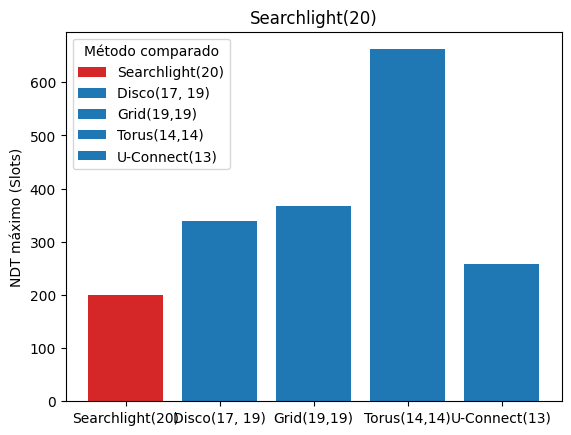 Searchlight(20)
Método comparado
Searchlight(20)
Disco(17, 19)
Grid(19,19)
Torus(14,14)
U-Connect(13)
NDT máximo (Slots)
600
500
400
300
200
100
0
Searchlight(20) Disco(17, 19) Grid(19,19) Torus(14,14) U-Connect(13)